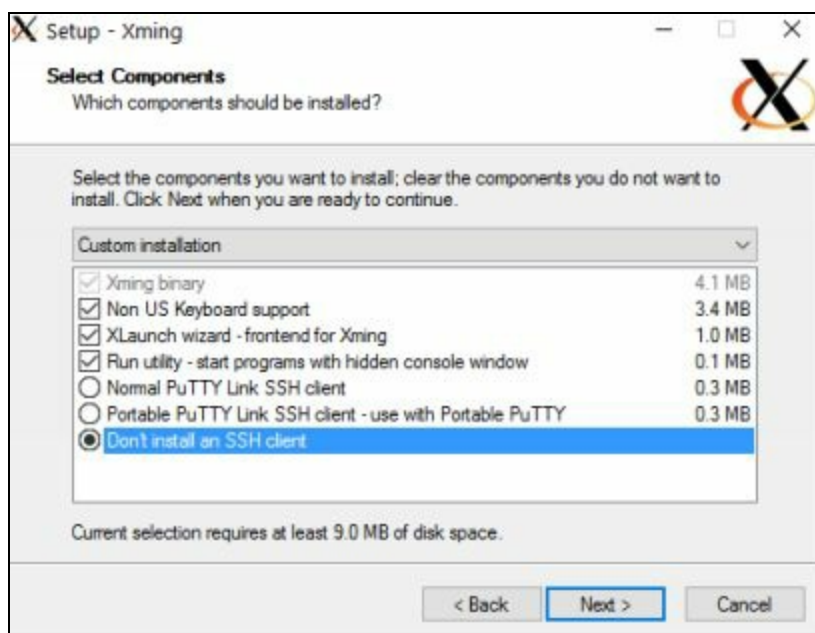 Setup - Xming
Select Components
Which components should be installed?
Select the components you want to install; clear the components you do not want to
install. Click Next when you are ready to continue.
Custom installation
Xming binary 4.1 MB
Non US Keyboard support 3.4 MB
XLaunch wizard - frontend for Xming 1.0 MB
Run utility - start programs with hidden console window 0.1 MB
Normal PuTTY Link SSH client 0.3 MB
Portable PuTTY Link SSH client - use with Portable PuTTY 0.3 MB
Don't install an SSH client
Current selection requires at least 9.0 MB of disk space.
< Back Next > Cancel